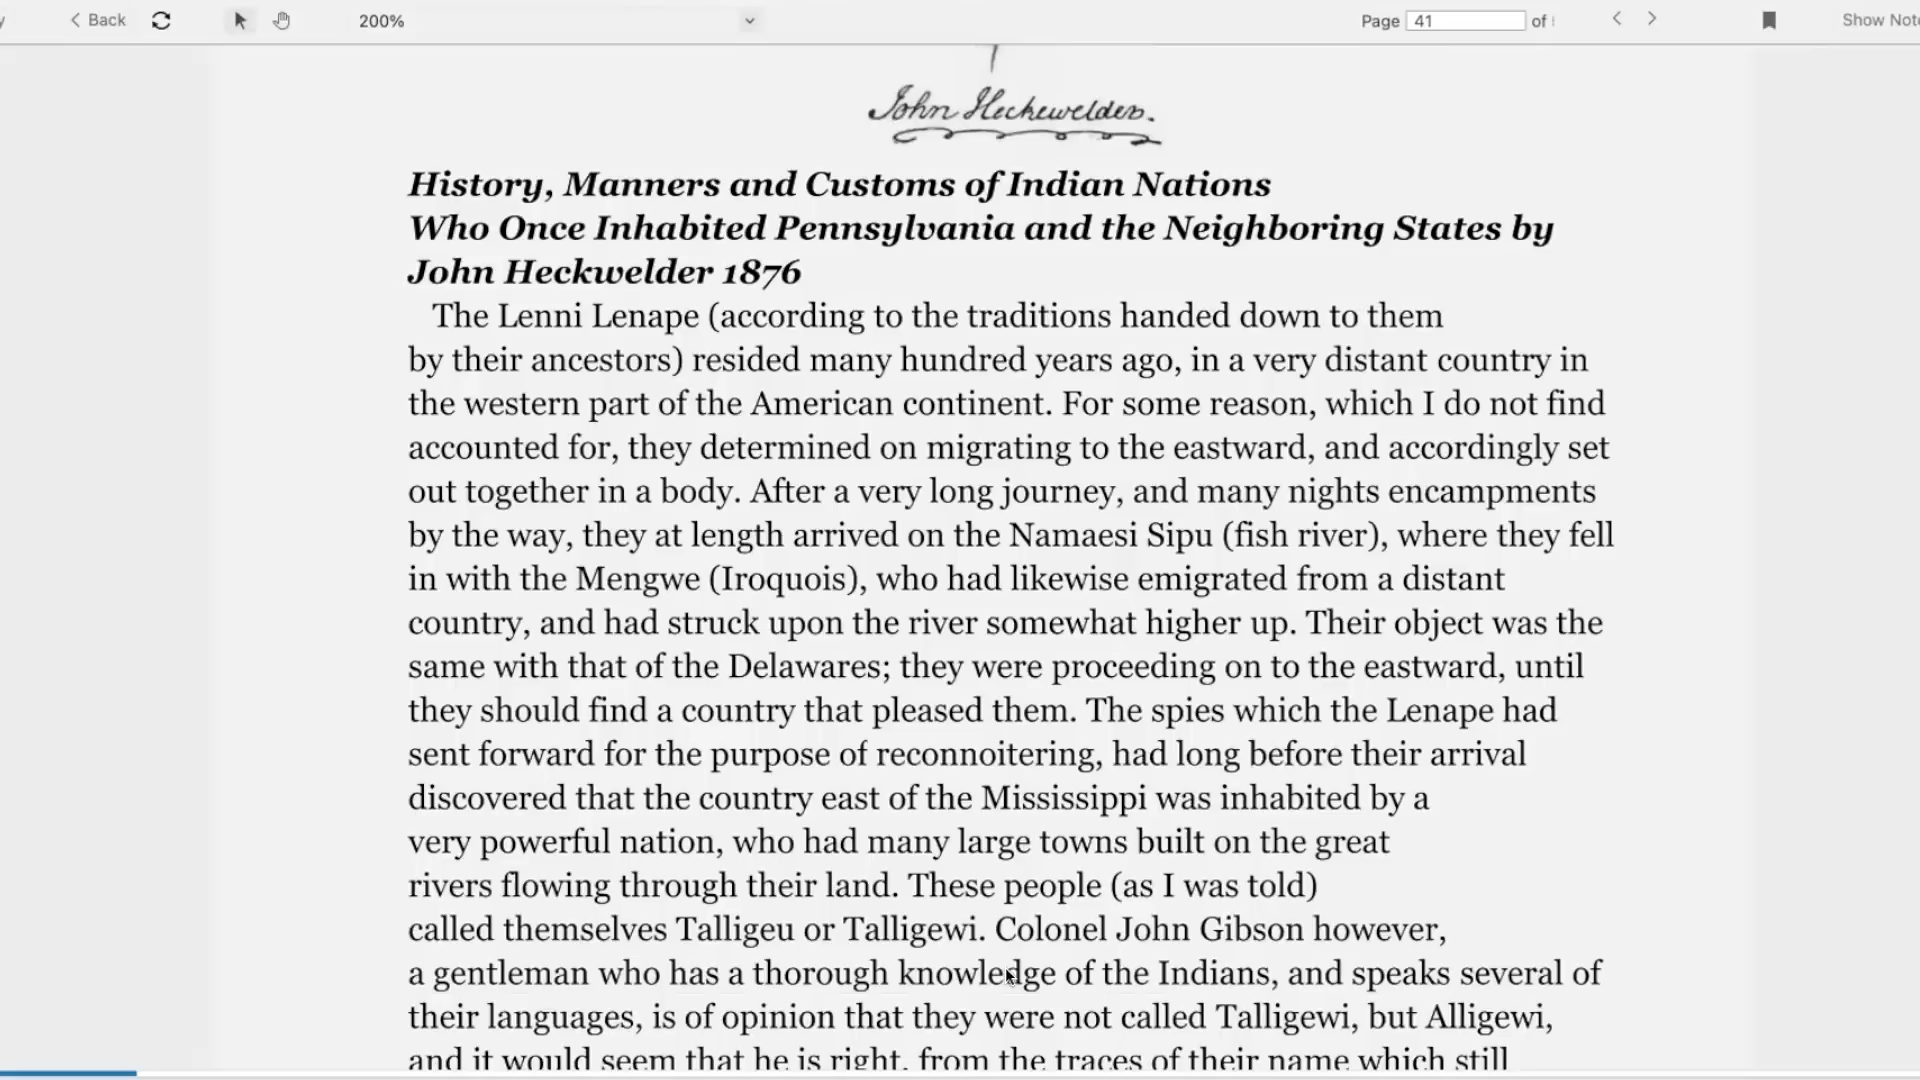 Back
200%
Page 41 of
Show Note
John Heckewelder.
History, Manners and Customs of Indian Nations
Who Once Inhabited Pennsylvania and the Neighboring States by
John Heckwelder 1876
The Lenni Lenape (according to the traditions handed down to them
by their ancestors) resided many hundred years ago, in a very distant country in
the western part of the American continent. For some reason, which I do not find
accounted for, they determined on migrating to the eastward, and accordingly set
out together in a body. After a very long journey, and many nights encampments
by the way, they at length arrived on the Namaesi Sipu (fish river), where they fell
in with the Mengwe (Iroquois), who had likewise emigrated from a distant
country, and had struck upon the river somewhat higher up. Their object was the
same with that of the Delawares; they were proceeding on to the eastward, until
they should find a country that pleased them. The spies which the Lenape had
sent forward for the purpose of reconnoitering, had long before their arrival
discovered that the country east of the Mississippi was inhabited by a
very powerful nation, who had many large towns built on the great
rivers flowing through their land. These people (as I was told)
called themselves Talligeu or Talligewi. Colonel John Gibson however,
a gentleman who has a thorough knowledge of the Indians, and speaks several of
their languages, is of opinion that they were not called Talligewi, but Alligewi,
and it would seem that he is right, from the traces of their name which still